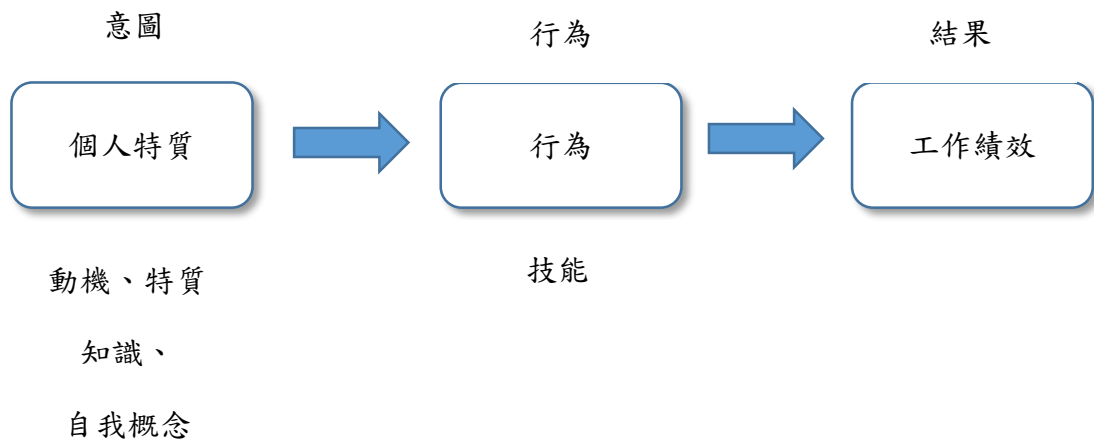 意圖
行為
結果
個人特質
行為
工作績效
動機、特質
技能
知識、
自我概念